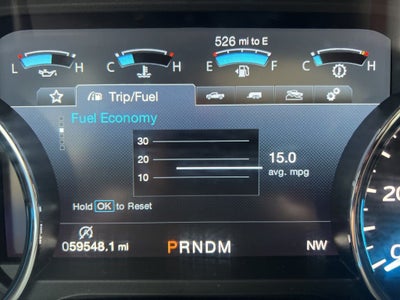 526 mi to E
L H C H E F C H
Trip/Fuel
Fuel Economy
30
20
10
15.0
avg. mpg
Hold OK to Reset
059548.1 mi
PRNDM
NW
20
0